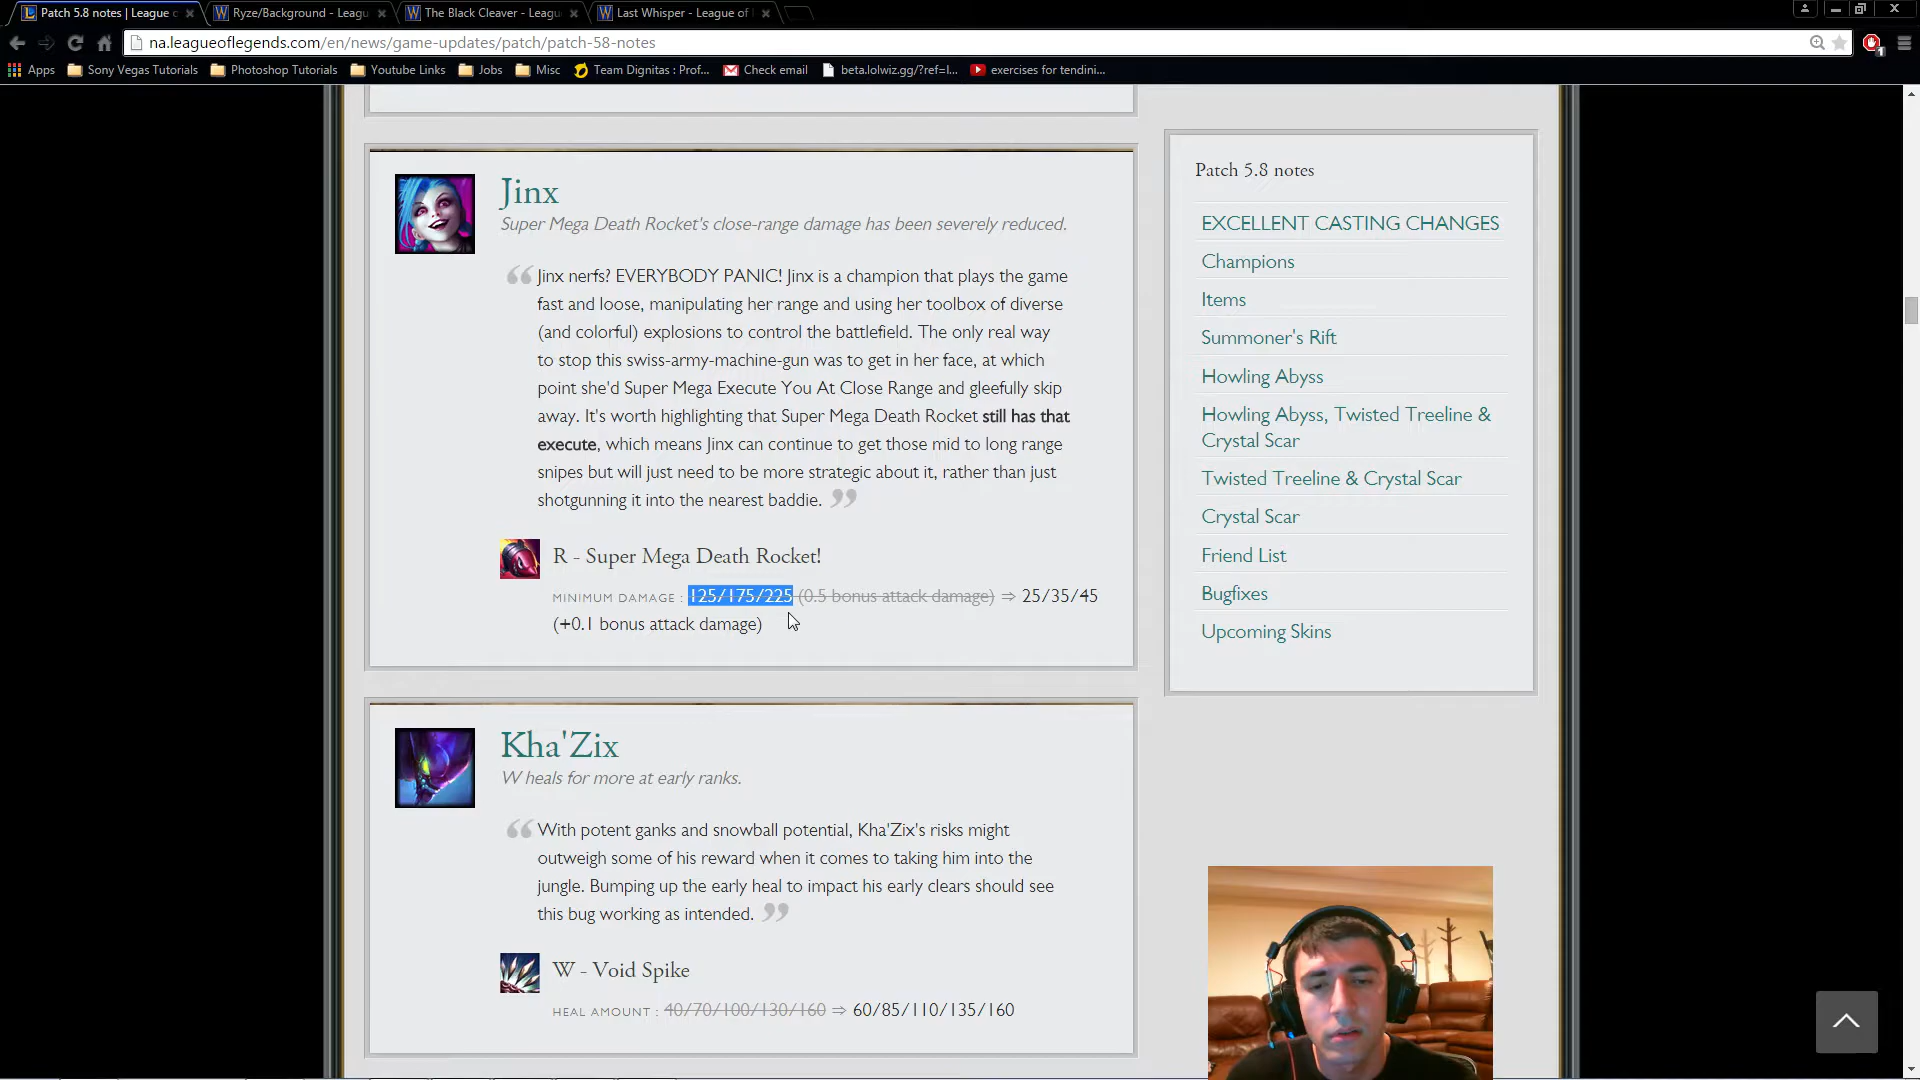 Patch 5.8 notes | League o
Ryze/Background - Leagu
The Black Cleaver - Leagu
Last Whisper - League of
na.leagueoflegends.com/en/news/game-updates/patch/patch-58-notes
Apps
Sony Vegas Tutorials
Photoshop Tutorials
Youtube Links
Jobs
Misc
Team Dignitas : Prof...
Check email
beta.lolwiz.gg/?ref=l...
exercises for tendini...
Jinx
Super Mega Death Rocket's close-range damage has been severely reduced.
“Jinx nerfs? EVERYBODY PANIC! Jinx is a champion that plays the game
fast and loose, manipulating her range and using her toolbox of diverse
(and colorful) explosions to control the battlefield. The only real way
to stop this swiss-army-machine-gun was to get in her face, at which
point she'd Super Mega Execute You At Close Range and gleefully skip
away. It's worth highlighting that Super Mega Death Rocket still has that
execute, which means Jinx can continue to get those mid to long range
snipes but will just need to be more strategic about it, rather than just
shotgunning it into the nearest baddie. ”
R - Super Mega Death Rocket!
MINIMUM DAMAGE : 125/175/225 (0.5 bonus attack damage) ⇒ 25/35/45
(+0.1 bonus attack damage)
Kha'Zix
W heals for more at early ranks.
“With potent ganks and snowball potential, Kha'Zix's risks might
outweigh some of his reward when it comes to taking him into the
jungle. Bumping up the early heal to impact his early clears should see
this bug working as intended. ”
W - Void Spike
HEAL AMOUNT : 40/70/100/130/160 ⇒ 60/85/110/135/160
Patch 5.8 notes
EXCELLENT CASTING CHANGES
Champions
Items
Summoner's Rift
Howling Abyss
Howling Abyss, Twisted Treeline &
Crystal Scar
Twisted Treeline & Crystal Scar
Crystal Scar
Friend List
Bugfixes
Upcoming Skins